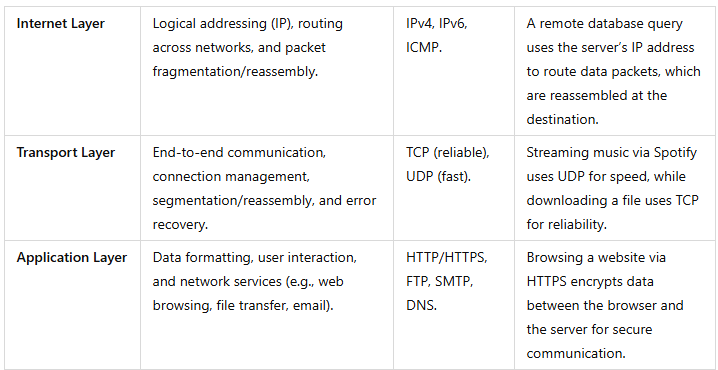 Internet Layer
Logical addressing (IP), routing
across networks, and packet
fragmentation/reassembly.
IPv4, IPv6,
ICMP.
A remote database query
uses the server’s IP address
to route data packets, which
are reassembled at the
destination.
Transport Layer
End-to-end communication,
connection management,
segmentation/reassembly, and error
recovery.
TCP (reliable),
UDP (fast).
Streaming music via Spotify
uses UDP for speed, while
downloading a file uses TCP
for reliability.
Application Layer
Data formatting, user interaction,
and network services (e.g., web
browsing, file transfer, email).
HTTP/HTTPS,
FTP, SMTP,
DNS.
Browsing a website via
HTTPS encrypts data
between the browser and
the server for secure
communication.